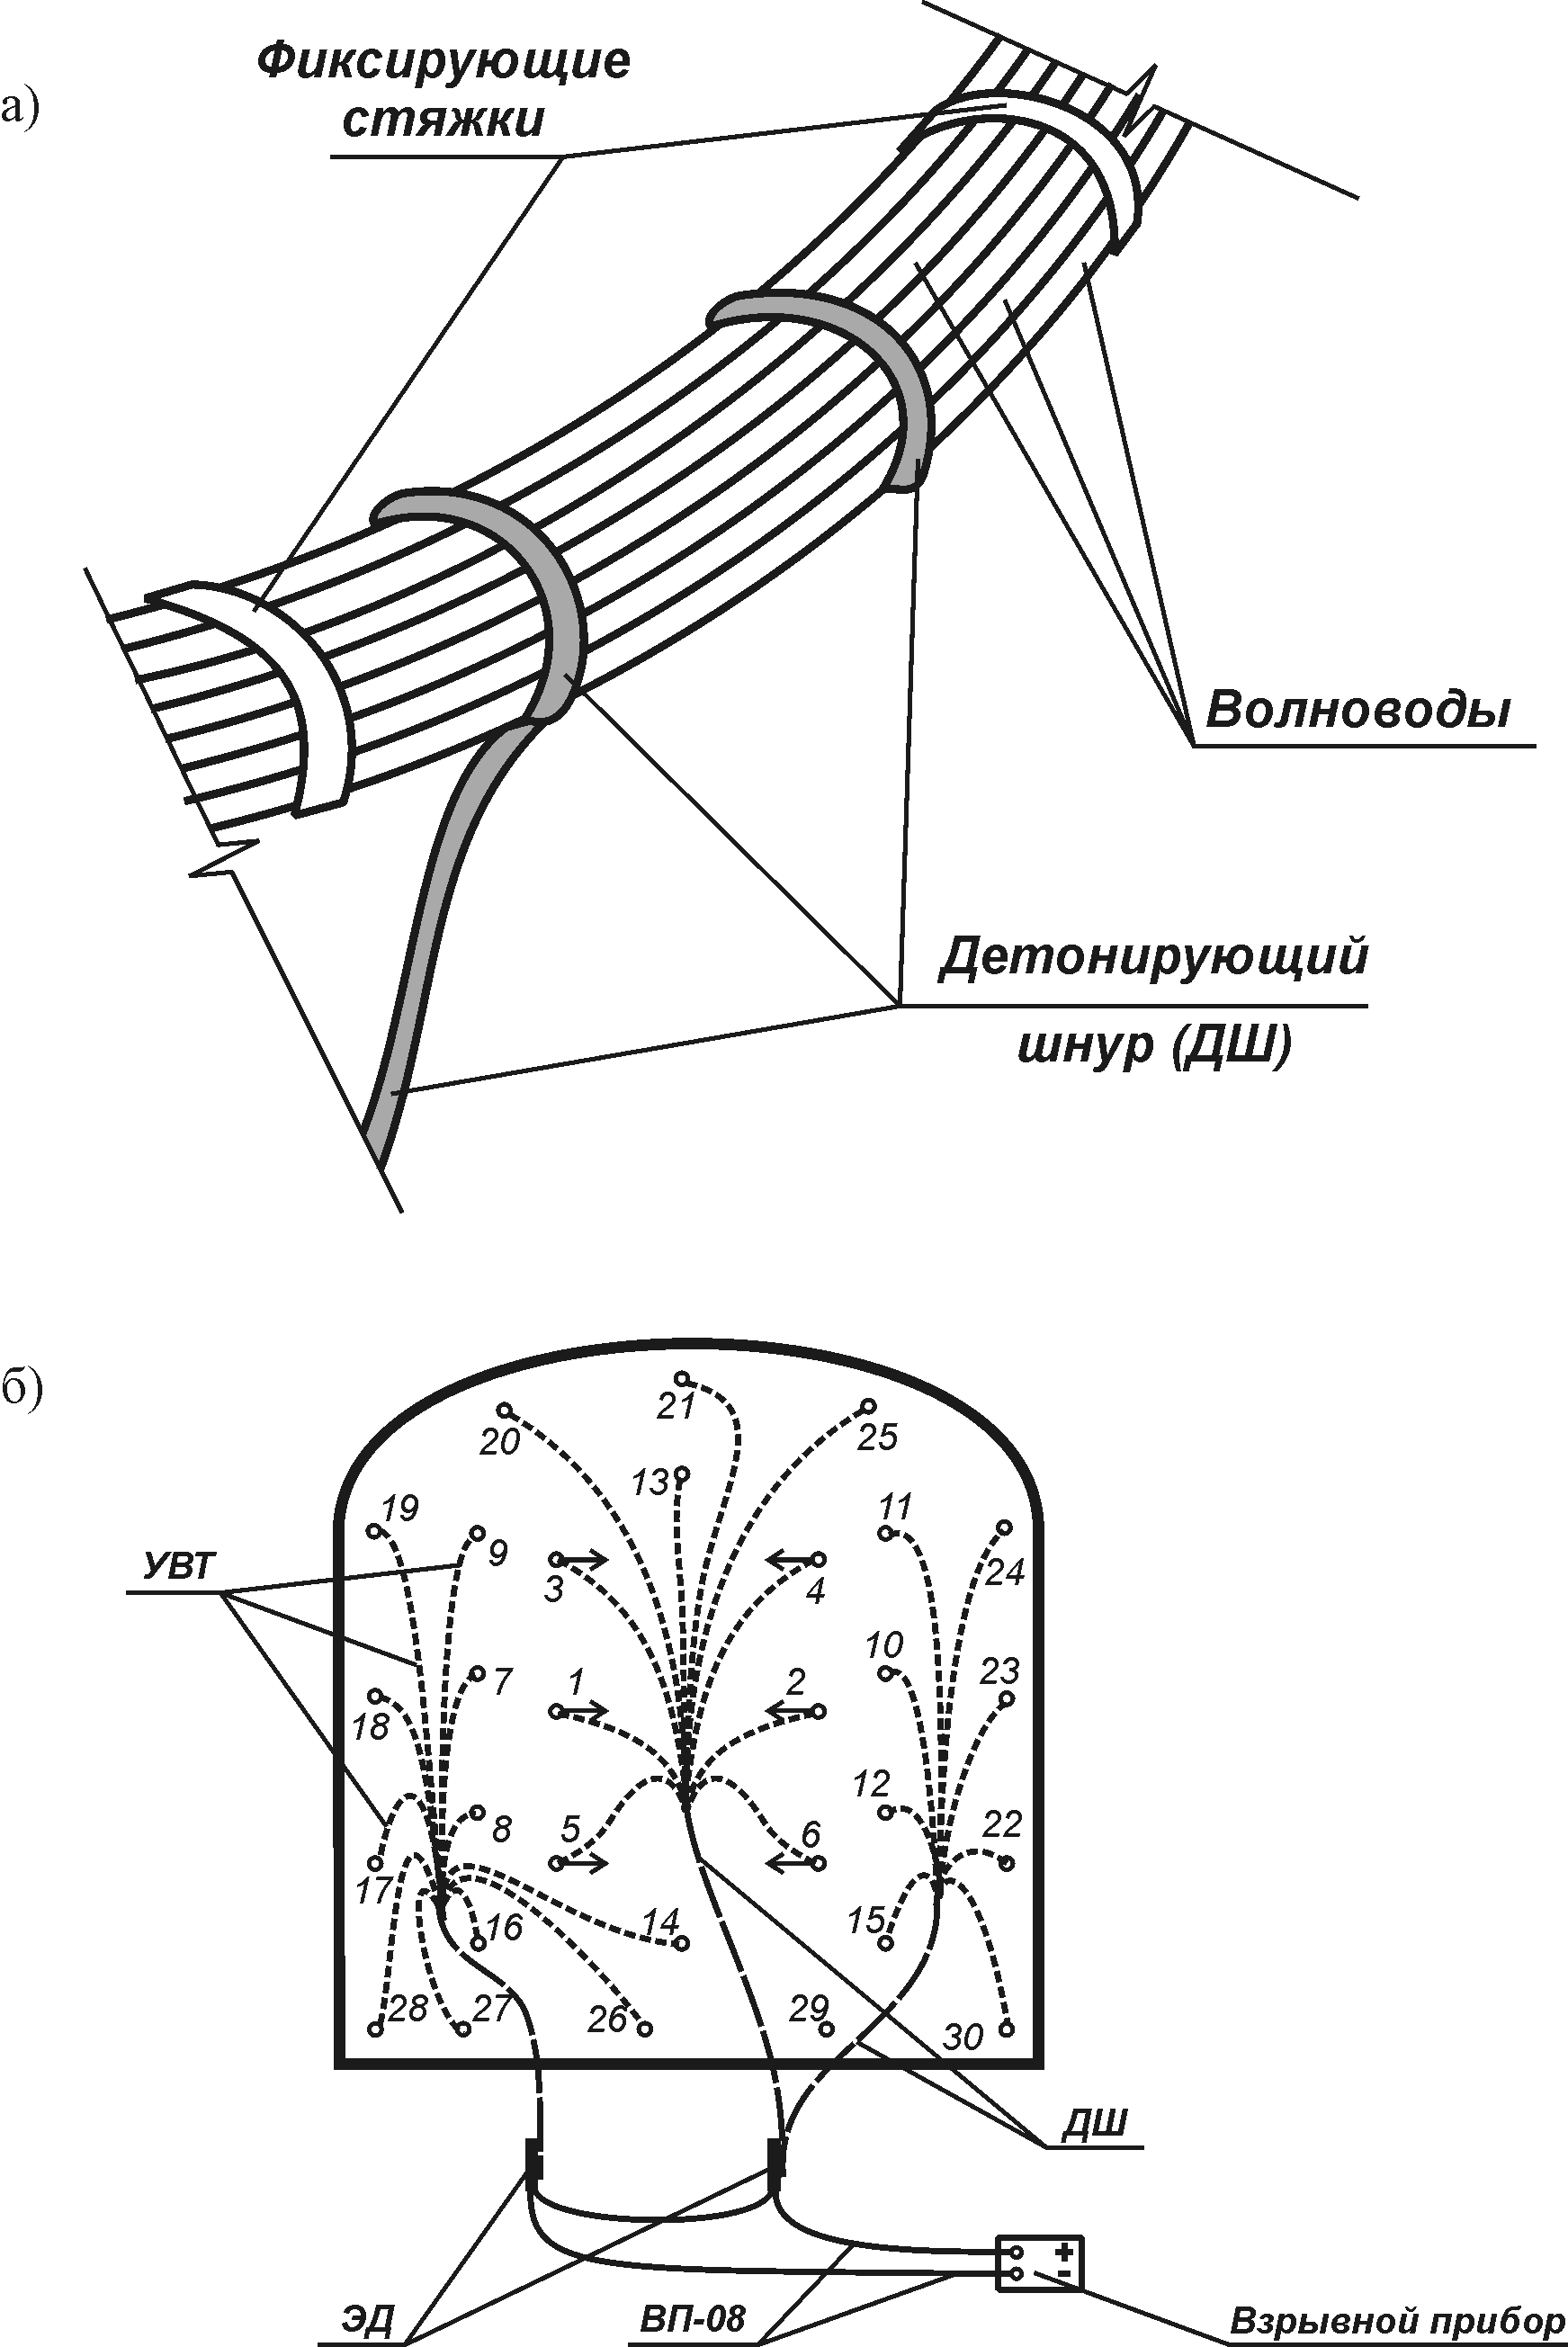 а)
Фиксирующие
стяжки
Волноводы
Детонирующий
шнур (ДШ)
б)
21
20
25
13
19
11
9
24
УВТ
3
4
10
23
7
1
2
18
12
8
5
6
22
17
16
14
15
28
27
26
29
30
ДШ
+
-
ЭД
ВП-08
Взрывной прибор